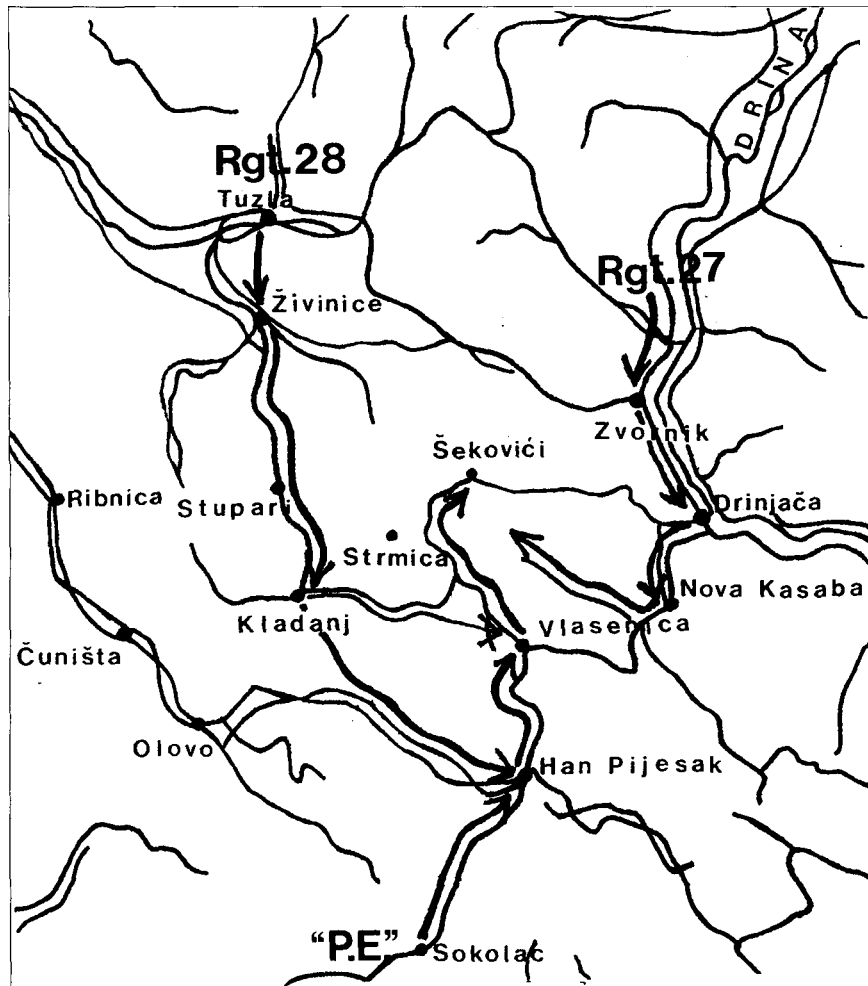 DRINA
Rgt.28
Tuzla
Rgt.27
Živinice
Zvornik
Šekovići
Ribnica
Stupari
Drinjača
Strmica
Nova Kasaba
Kladanj
Vlasenica
Čuništa
Olovo
Han Pijesak
"P.E."
Sokolac